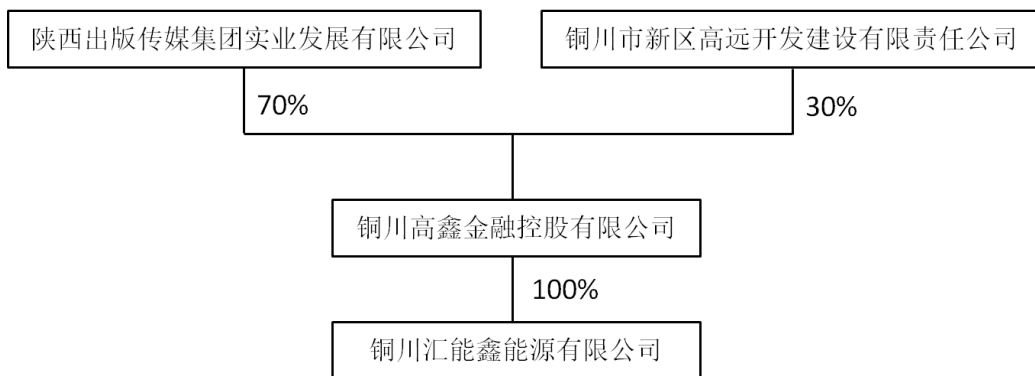 陕西出版传媒集团实业发展有限公司
铜川市新区高远开发建设有限责任公司
70%
30%
铜川高鑫金融控股有限公司
100%
铜川汇能鑫能源有限公司